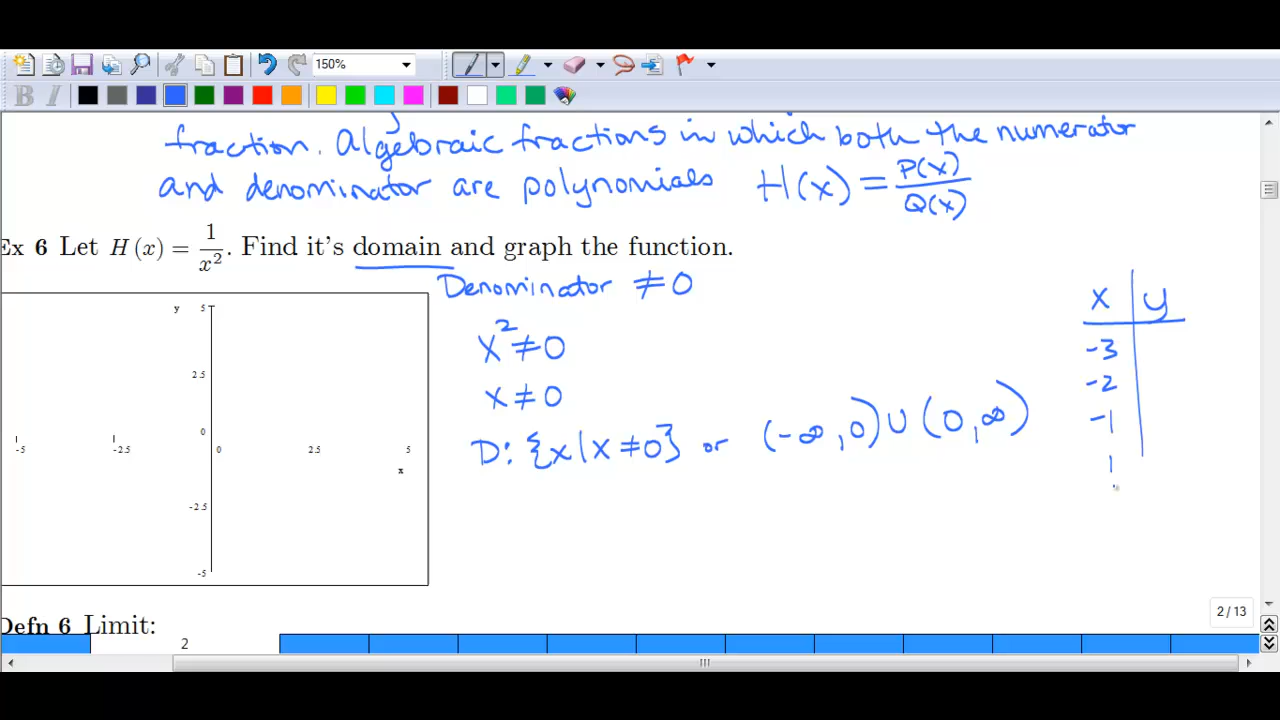 150%
fraction. Algebraic fractions in which both the numerator
and denominator are polynomials H(x) = P(x)/Q(x)
Ex 6 Let H (x) = 1/x². Find it's domain and graph the function.
Denominator ≠ 0
x² ≠ 0
x ≠ 0
D: {x|x ≠ 0} or (-∞, 0) ∪ (0, ∞)
x y
-3
-2
-1
1
y 5
2.5
0
-5 -2.5 0 2.5 5
x
-2.5
-5
Defn 6 Limit:
2 / 13
2